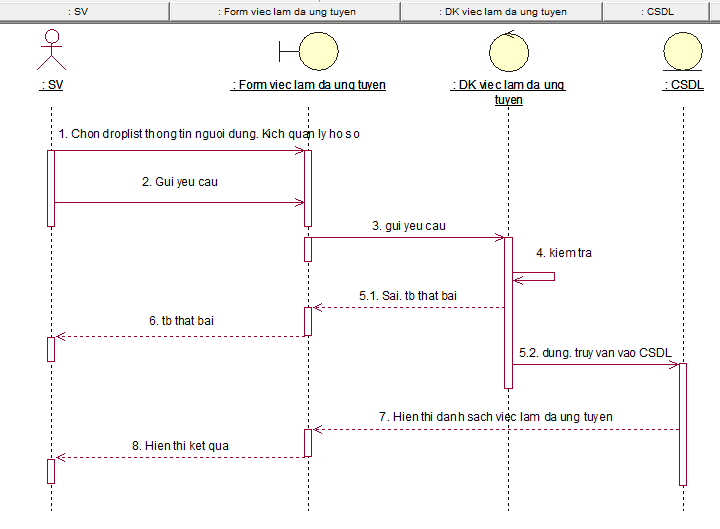 : SV
: Form viec lam da ung tuyen
: DK viec lam da ung tuyen
: CSDL
: SV
: Form viec lam da ung tuyen
: DK viec lam da ung
tuyen
: CSDL
1. Chon droplist thong tin nguoi dung. Kich quan ly ho so
2. Gui yeu cau
3. gui yeu cau
4. kiem tra
5.1. Sai. tb that bai
6. tb that bai
5.2. dung. truy van vao CSDL
7. Hien thi danh sach viec lam da ung tuyen
8. Hien thi ket qua